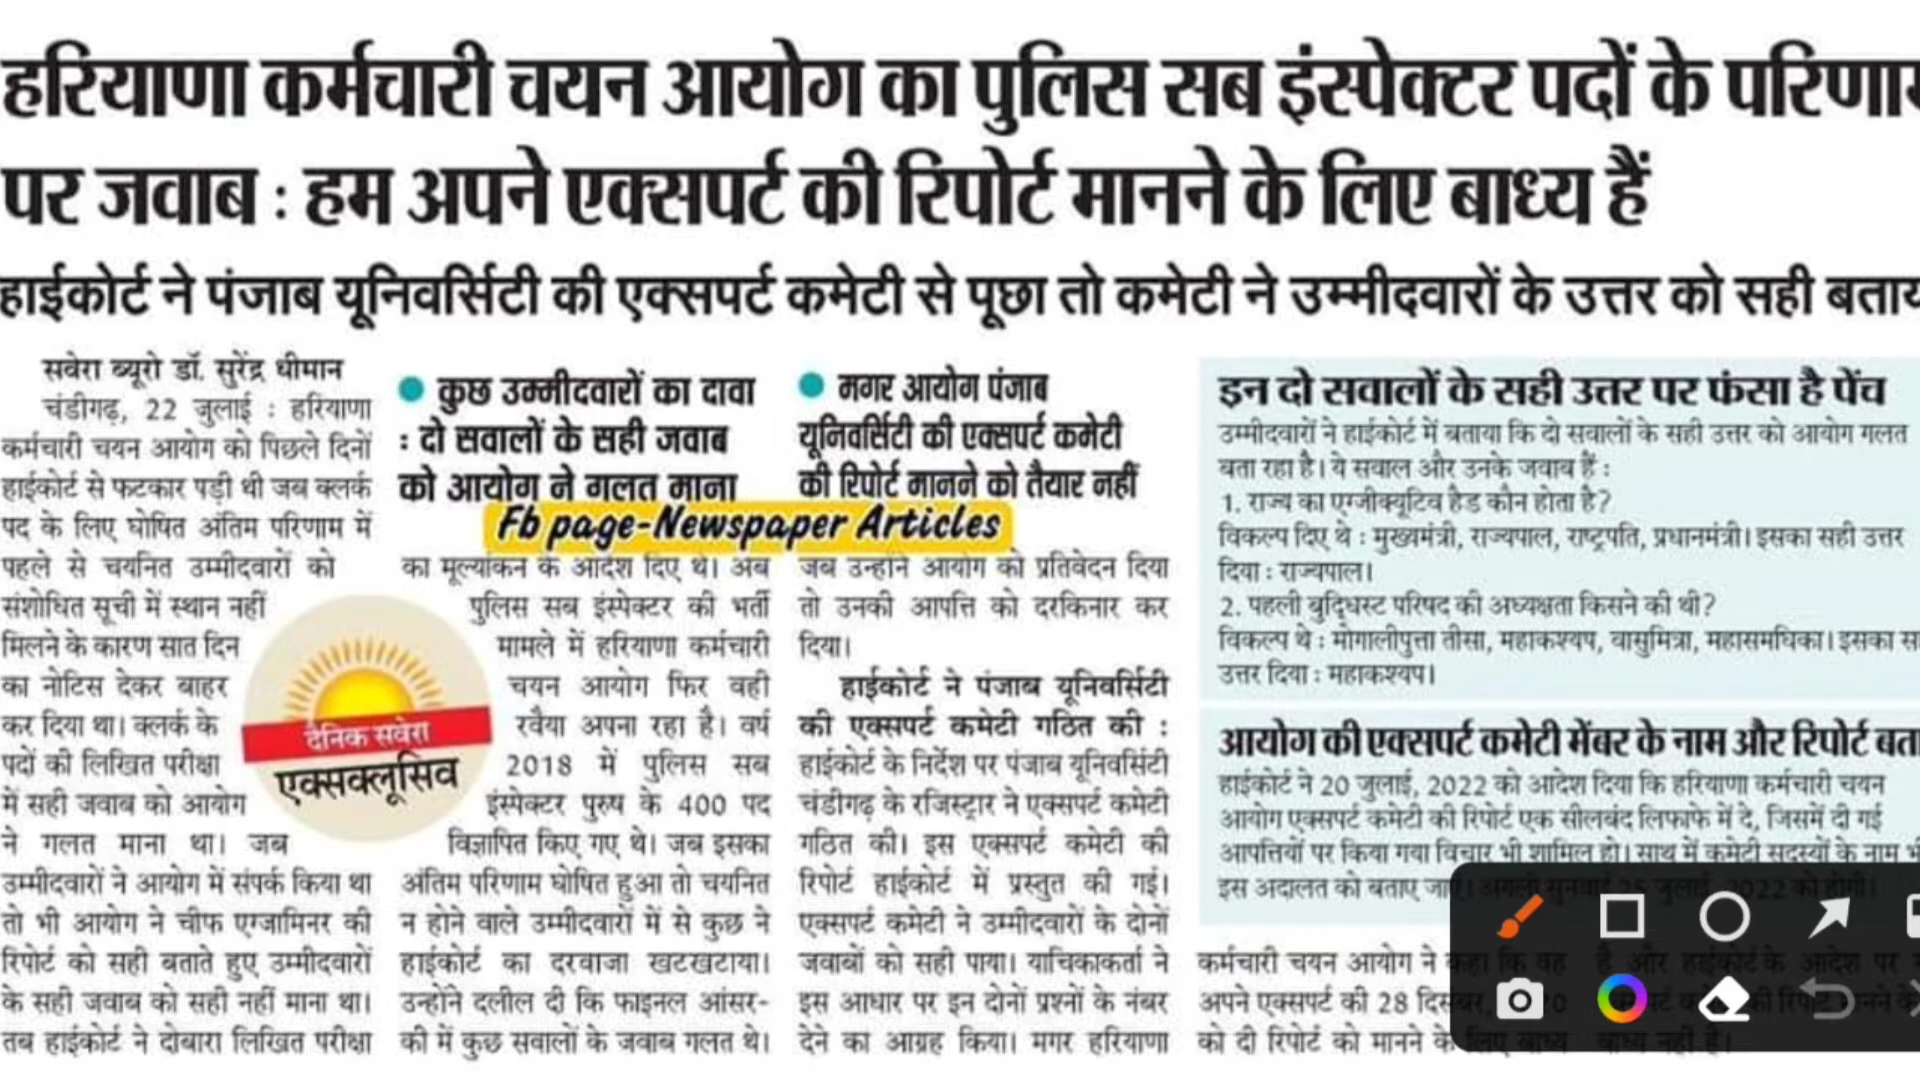 हरियाणा कर्मचारी चयन आयोग का पुलिस सब इंस्पेक्टर पदों के
पर जवाब : हम अपने एक्सपर्ट की रिपोर्ट मानने के लिए बाध्य हैं
हाईकोर्ट ने पंजाब यूनिवर्सिटी की एक्सपर्ट कमेटी से पूछा तो कमेटी ने उम्मीदवारों के उत्तर को सही
सवेरा ब्यूरो डॉ. सुरेंद्र धीमान
चंडीगढ़, 22 जुलाई : हरियाणा
कर्मचारी चयन आयोग को पिछले दिनों
हाईकोर्ट से फटकार पड़ी थी जब क्लर्क
पद के लिए घोषित अंतिम परिणाम में
पहले से चयनित उम्मीदवारों को
संशोधित सूची में स्थान नहीं
मिलने के कारण सात दिन
का नोटिस देकर बाहर
कर दिया था। क्लर्क के
पदों की लिखित परीक्षा
में सही जवाब को आयोग
ने गलत माना था। जब
उम्मीदवारों ने आयोग में संपर्क किया था
तो भी आयोग ने चीफ एग्जामिनर की
रिपोर्ट को सही बताते हुए उम्मीदवारों
के सही जवाब को सही नहीं माना था।
तब हाईकोर्ट ने दोबारा लिखित परीक्षा
दैनिक सवेरा
एक्सक्लूसिव
कुछ उम्मीदवारों का दावा
: दो सवालों के सही जवाब
को आयोग ने गलत माना
मगर आयोग पंजाब
यूनिवर्सिटी की एक्सपर्ट कमेटी
की रिपोर्ट मानने को तैयार नहीं
Fb page-Newspaper Articles
का मूल्यांकन के आदेश दिए थे। अब
पुलिस सब इंस्पेक्टर की भर्ती
मामले में हरियाणा कर्मचारी
चयन आयोग फिर वही
रवैया अपना रहा है। वर्ष
2018 में पुलिस सब
इंस्पेक्टर पुरुष के 400 पद
विज्ञापित किए गए थे। जब इसका
अंतिम परिणाम घोषित हुआ तो चयनित
न होने वाले उम्मीदवारों में से कुछ ने
हाईकोर्ट का दरवाजा खटखटाया।
उन्होंने दलील दी कि फाइनल आंसर-
की में कुछ सवालों के जवाब गलत थे।
जब उन्होंने आयोग को प्रतिवेदन दिया
तो उनकी आपत्ति को दरकिनार कर
दिया।
हाईकोर्ट ने पंजाब यूनिवर्सिटी
की एक्सपर्ट कमेटी गठित की :
हाईकोर्ट के निर्देश पर पंजाब यूनिवर्सिटी
चंडीगढ़ के रजिस्ट्रार ने एक्सपर्ट कमेटी
गठित की। इस एक्सपर्ट कमेटी की
रिपोर्ट हाईकोर्ट में प्रस्तुत की गई।
एक्सपर्ट कमेटी ने उम्मीदवारों के दोनों
जवाबों को सही पाया। याचिकाकर्ता ने
इस आधार पर इन दोनों प्रश्नों के नंबर
देने का आग्रह किया। मगर हरियाणा
इन दो सवालों के सही उत्तर पर फंसा है पेंच
उम्मीदवारों ने हाईकोर्ट में बताया कि दो सवालों के सही उत्तर को आयोग गलत
बता रहा है। ये सवाल और उनके जवाब हैं :
1. राज्य का एग्जीक्यूटिव हैड कौन होता है?
विकल्प दिए थे : मुख्यमंत्री, राज्यपाल, राष्ट्रपति, प्रधानमंत्री। इसका सही उत्तर
दिया : राज्यपाल।
2. पहली बुद्धिस्ट परिषद की अध्यक्षता किसने की थी?
विकल्प थे : मोगालीपुत्ता तीसा, महाकश्यप, वासुमित्रा, महासमधिका। इसका
उत्तर दिया : महाकश्यप।
आयोग की एक्सपर्ट कमेटी मेंबर के नाम और रिपोर्ट
हाईकोर्ट ने 20 जुलाई, 2022 को आदेश दिया कि हरियाणा कर्मचारी चयन
आयोग एक्सपर्ट कमेटी की रिपोर्ट एक सीलबंद लिफाफे में दे, जिसमें दी गई
आपत्तियों पर किया गया विचार भी शामिल हो। साथ में कमेटी सदस्यों के नाम
इस अदालत को बताए जाएं। अगली सुनवाई 25 जुलाई, 2022 को होगी।
कर्मचारी चयन आयोग ने कहा कि वह
अपने एक्सपर्ट की 28 दिसंबर,
को दी रिपोर्ट को मानने के लिए बाध्य
है और हाईकोर्ट के आदेश पर
की रिपोर्ट मानने
बाध्य नहीं है।